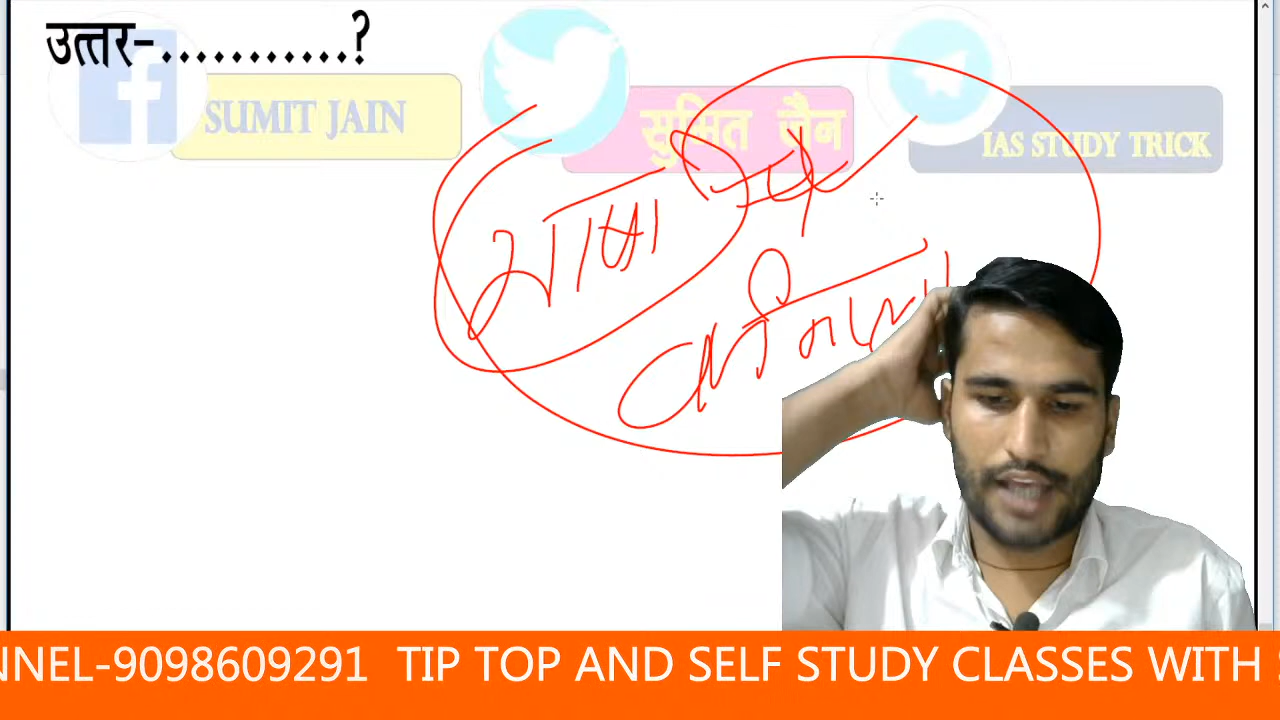 उत्तर-...........?
SUMIT JAIN
सुमित जैन
IAS STUDY TRICK
भाषा
NNEL-9098609291 TIP TOP AND SELF STUDY CLASSES WITH